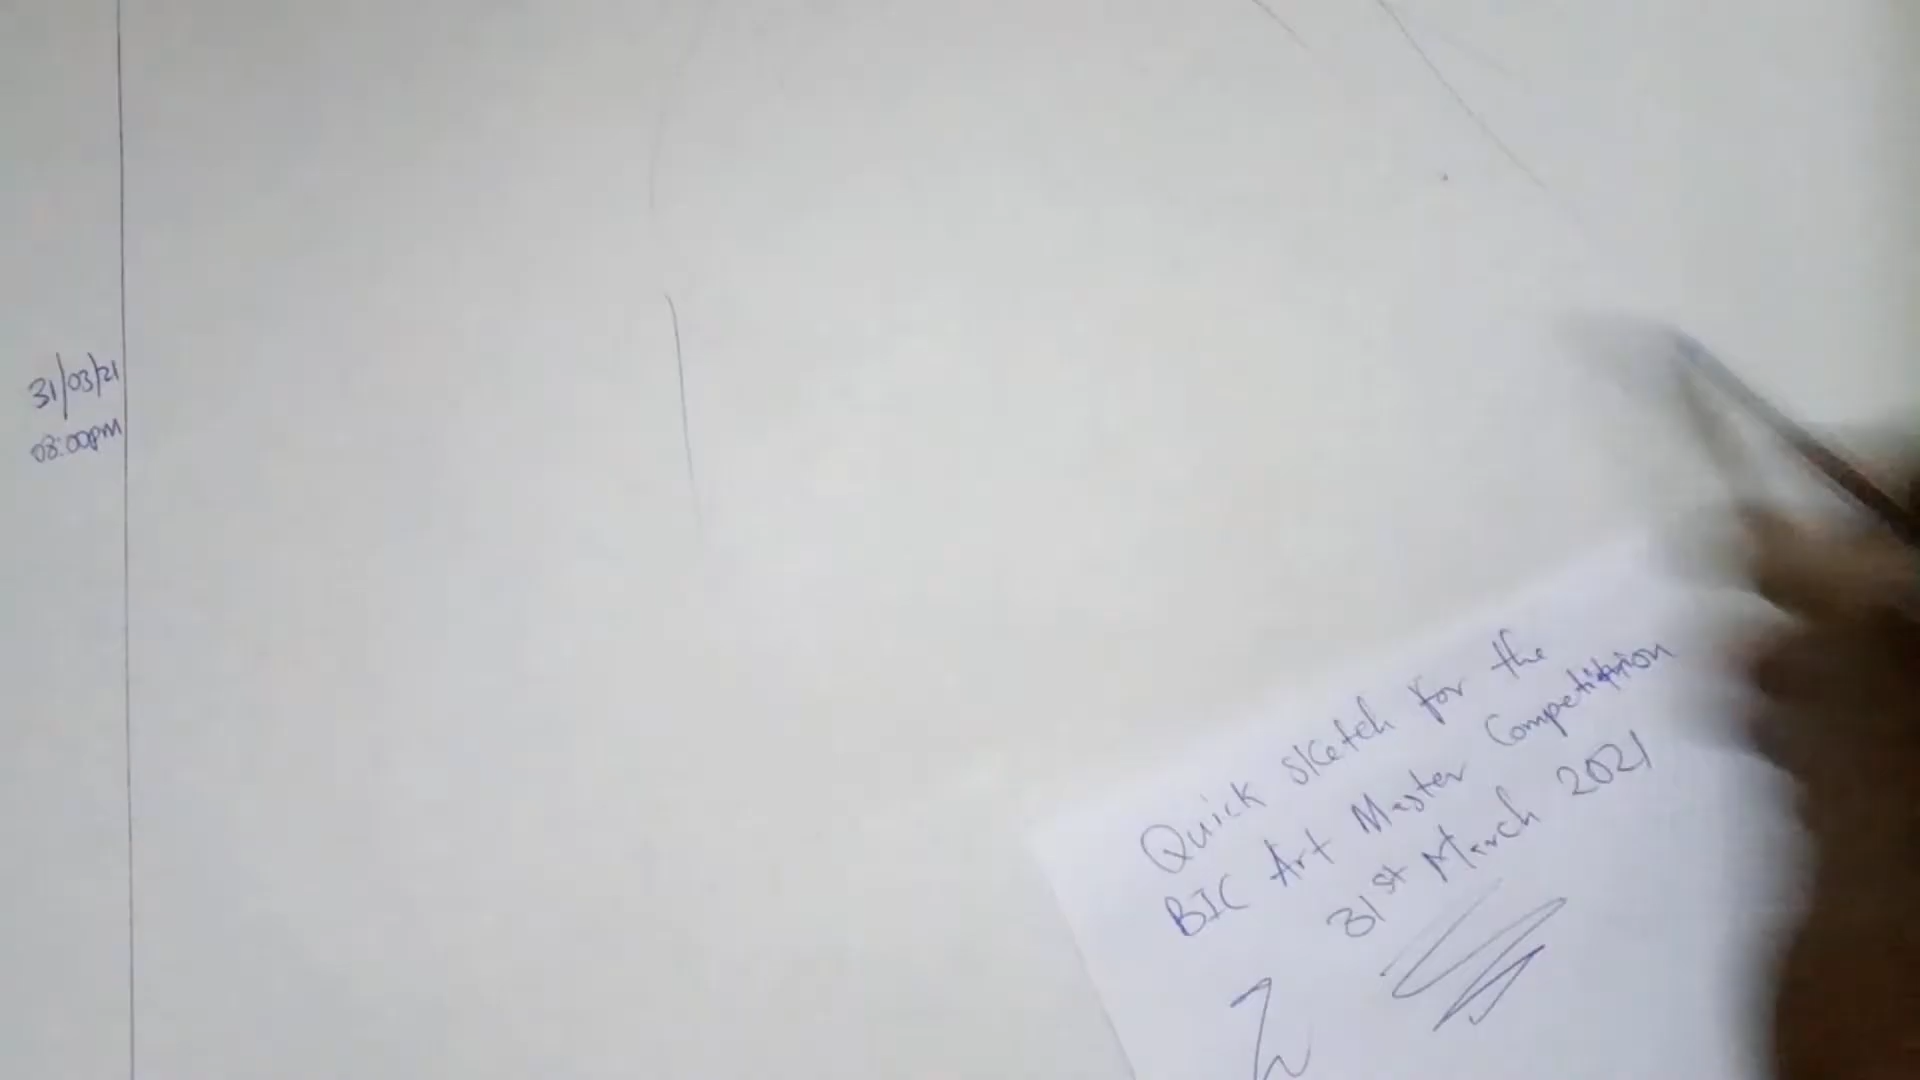 31/03/21
08:00pm
Quick sketch for the
BIC Art Master Competition
31st March 2021